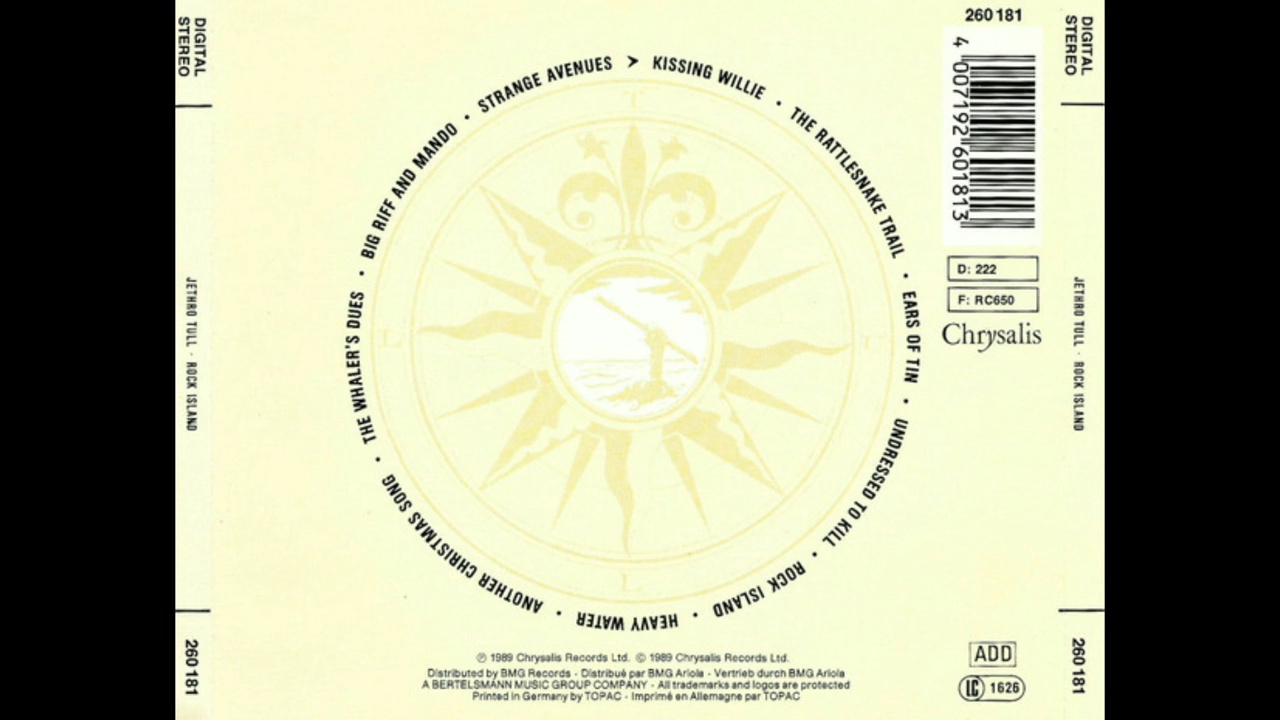 DIGITAL
STEREO
JETHRO TULL · ROCK ISLAND
260 181
> KISSING WILLIE • THE RATTLESNAKE TRAIL • EARS OF TIN • UNDRESSED TO KILL • ROCK ISLAND • HEAVY WATER • ANOTHER CHRISTMAS SONG • THE WHALER'S DUES • BIG RIFF AND MANDO • STRANGE AVENUES
T
L
T
L
260 181
4 007192 601813
D: 222
F: RC650
Chrysalis
℗ 1989 Chrysalis Records Ltd. © 1989 Chrysalis Records Ltd.
Distributed by BMG Records · Distribué par BMG Ariola · Vertrieb durch BMG Ariola
A BERTELSMANN MUSIC GROUP COMPANY · All trademarks and logos are protected
Printed in Germany by TOPAC · Imprimé en Allemagne par TOPAC
ADD
LC 1626
DIGITAL
STEREO
JETHRO TULL · ROCK ISLAND
260 181